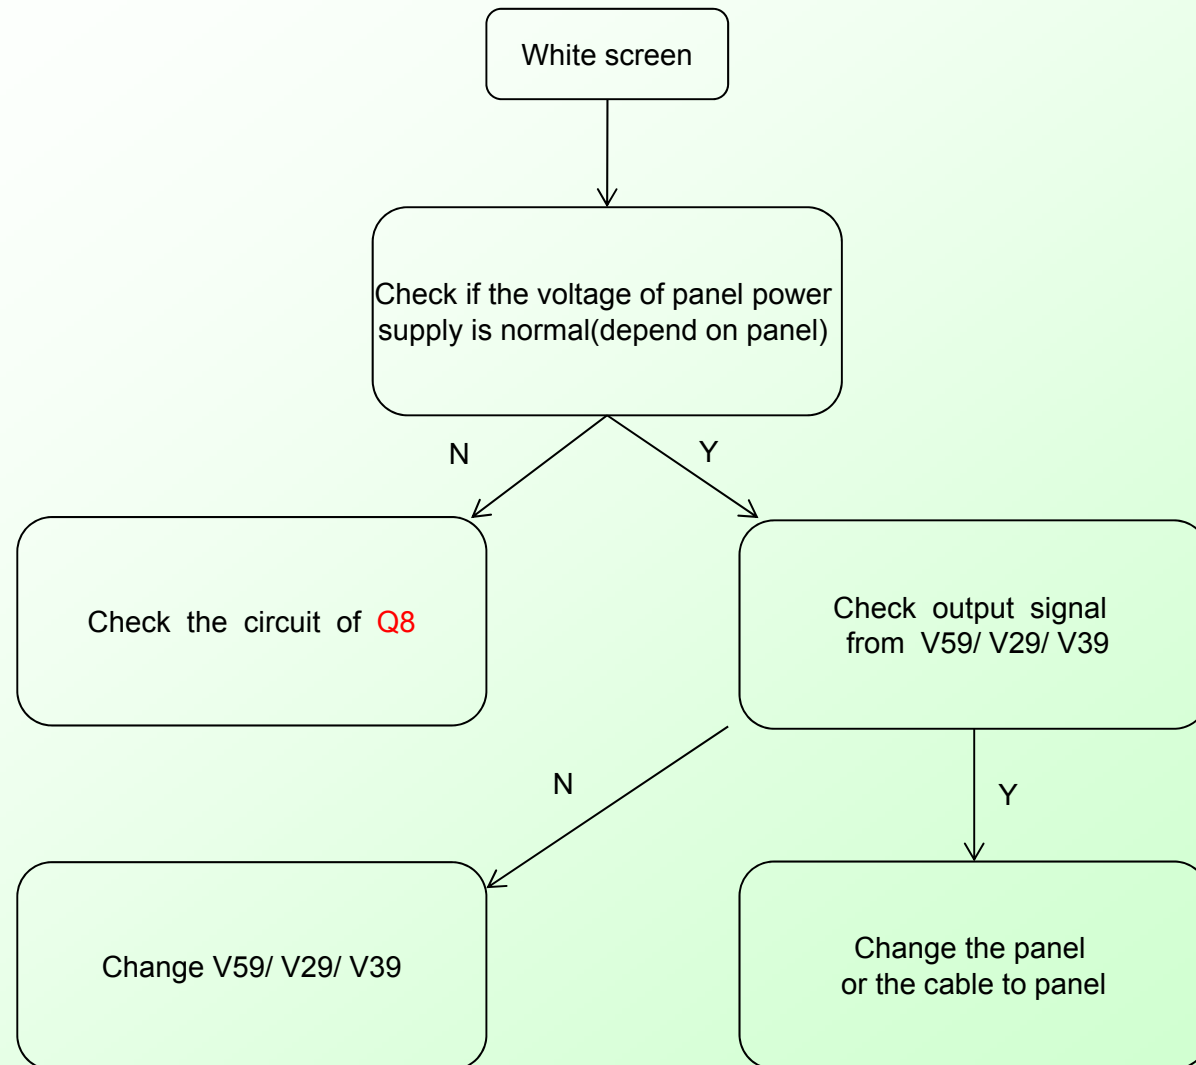 White screen
Check if the voltage of panel power
supply is normal(depend on panel)
N
Y
Check the circuit of Q8
Check output signal
from V59/ V29/ V39
N
Y
Change V59/ V29/ V39
Change the panel
or the cable to panel